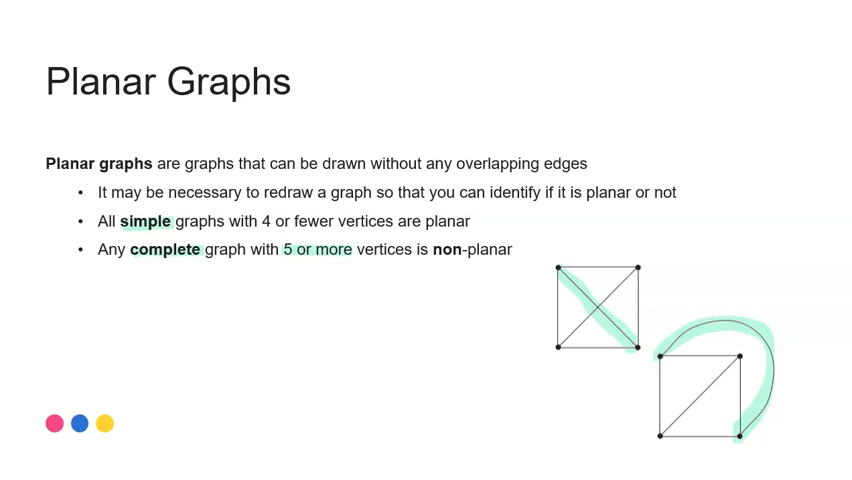 Planar Graphs
Planar graphs are graphs that can be drawn without any overlapping edges
• It may be necessary to redraw a graph so that you can identify if it is planar or not
• All simple graphs with 4 or fewer vertices are planar
• Any complete graph with 5 or more vertices is non-planar